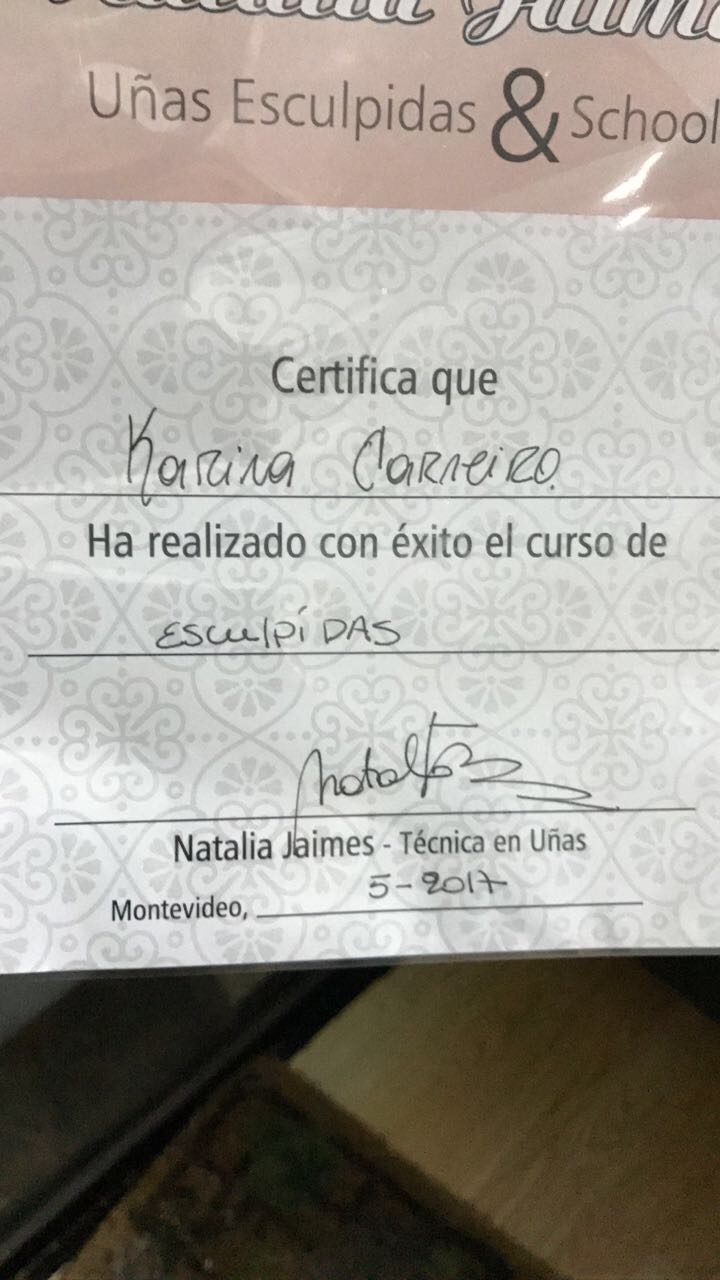 Natalia Jaimes
Uñas Esculpidas & School
Certifica que
Karina Carneiro
Ha realizado con éxito el curso de
Esculpídas
Natalia Jaimes - Técnica en Uñas
5-2017
Montevideo,